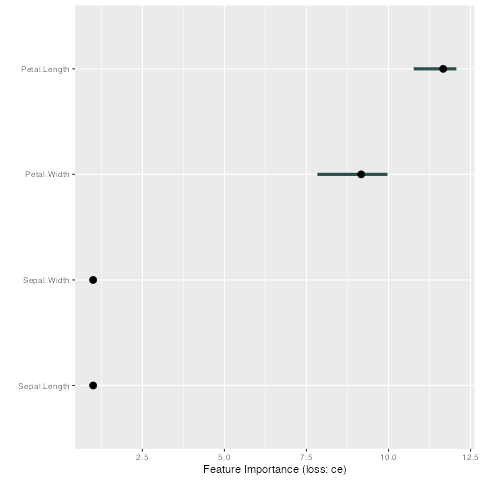 Petal.Length
Petal.Width
Sepal.Width
Sepal.Length
2.5 5.0 7.5 10.0 12.5
Feature Importance (loss: ce)